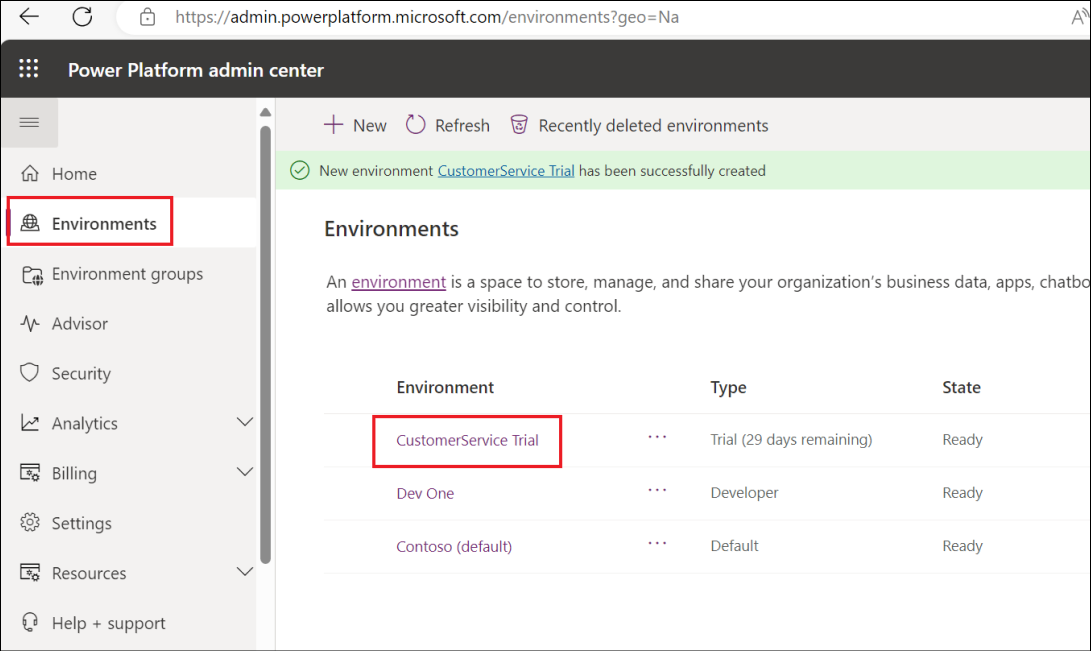 https://admin.powerplatform.microsoft.com/environments?geo=Na
Power Platform admin center
Home
Environments
Environment groups
Advisor
Security
Analytics
Billing
Settings
Resources
Help + support
New Refresh Recently deleted environments
New environment CustomerService Trial has been successfully created
Environments
An environment is a space to store, manage, and share your organization's business data, apps, chatbo
allows you greater visibility and control.
Environment Type State
CustomerService Trial ... Trial (29 days remaining) Ready
Dev One ... Developer Ready
Contoso (default) ... Default Ready